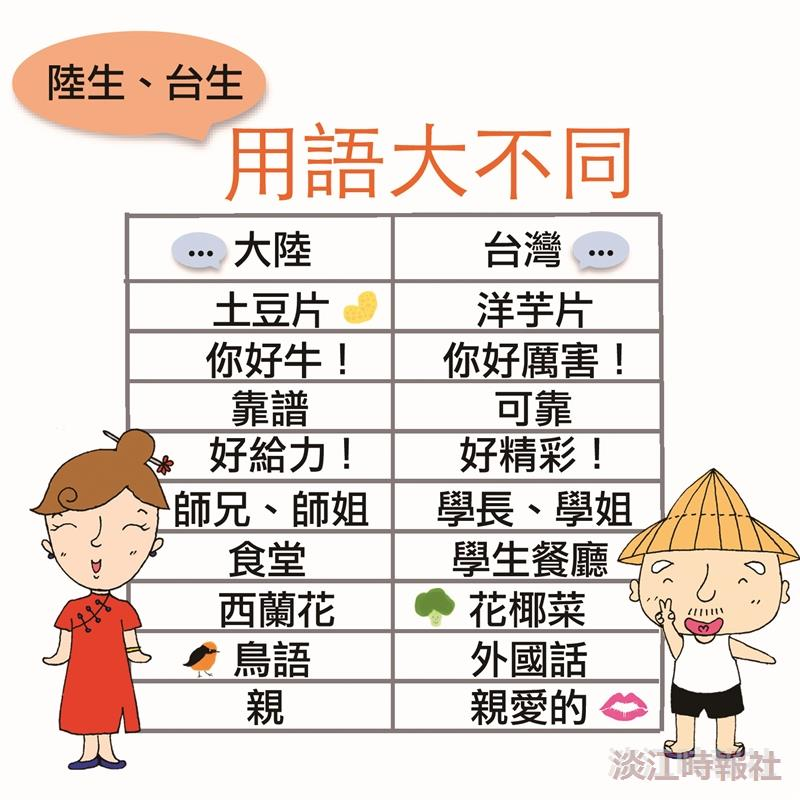 陸生、台生
用語大不同
... 大陸 台灣 ...
土豆片 洋芋片
你好牛！ 你好厲害！
靠譜 可靠
好給力！ 好精彩！
師兄、師姐 學長、學姐
食堂 學生餐廳
西蘭花 花椰菜
鳥語 外國話
親 親愛的
淡江時報社